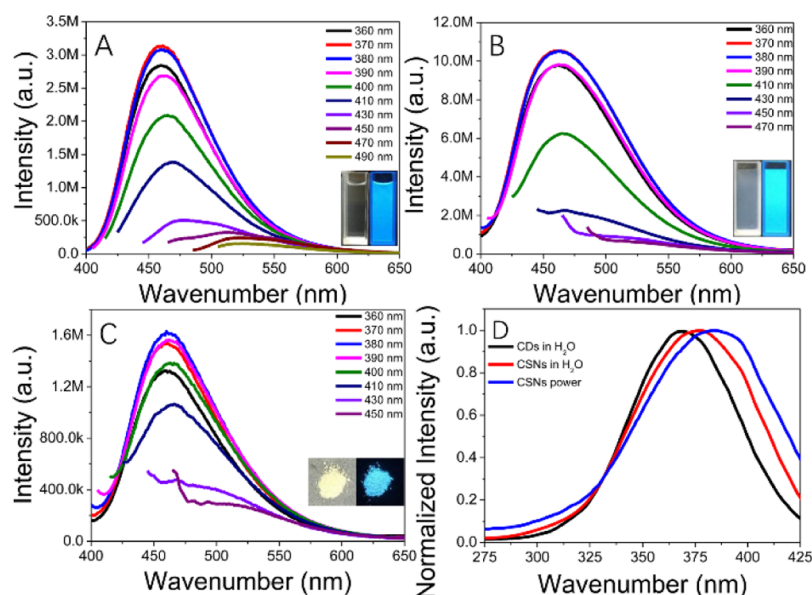 A
360 nm
370 nm
380 nm
390 nm
400 nm
410 nm
430 nm
450 nm
470 nm
490 nm
3.5M
3.0M
2.5M
2.0M
1.5M
1.0M
500.0k
0.0
400 450 500 550 600 650
Intensity (a.u.)
Wavenumber (nm)
B
360 nm
370 nm
380 nm
390 nm
410 nm
430 nm
450 nm
470 nm
10.0M
8.0M
6.0M
4.0M
2.0M
0.0
400 450 500 550 600 650
Intensity (a.u.)
Wavenumber (nm)
C
360 nm
370 nm
380 nm
390 nm
400 nm
410 nm
430 nm
450 nm
1.6M
1.2M
800.0k
400.0k
0.0
400 450 500 550 600 650
Intensity (a.u.)
Wavenumber (nm)
D
CDs in H₂O
CSNs in H₂O
CSNs power
1.0
0.8
0.6
0.4
0.2
0.0
275 300 325 350 375 400 425
Normalized Intensity (a.u.)
Wavenumber (nm)